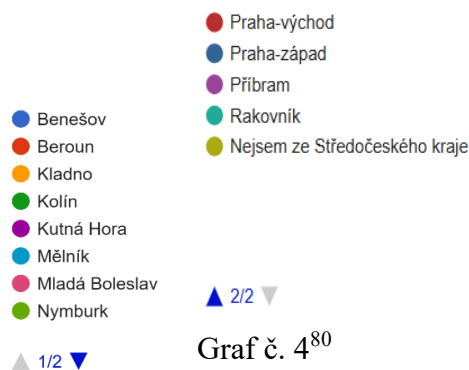 Benešov
Beroun
Kladno
Kolín
Kutná Hora
Mělník
Mladá Boleslav
Nymburk
1/2
Praha-východ
Praha-západ
Příbram
Rakovník
Nejsem ze Středočeského kraje
2/2
Graf č. 4⁸⁰